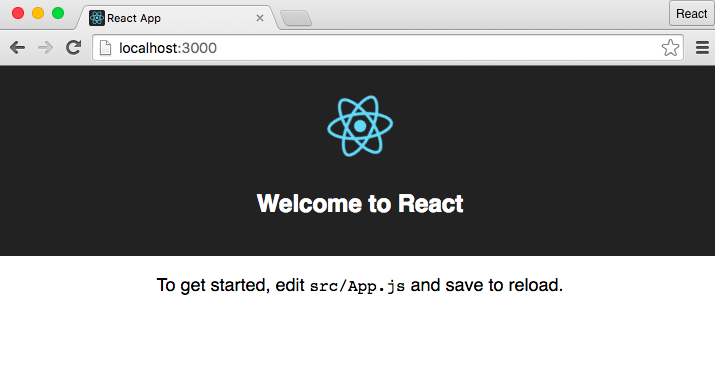 React App
React
localhost:3000
Welcome to React
To get started, edit src/App.js and save to reload.